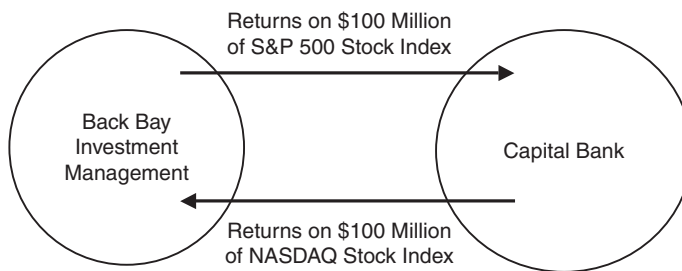 Returns on $100 Million
of S&P 500 Stock Index
Back Bay
Investment
Management
Capital Bank
Returns on $100 Million
of NASDAQ Stock Index